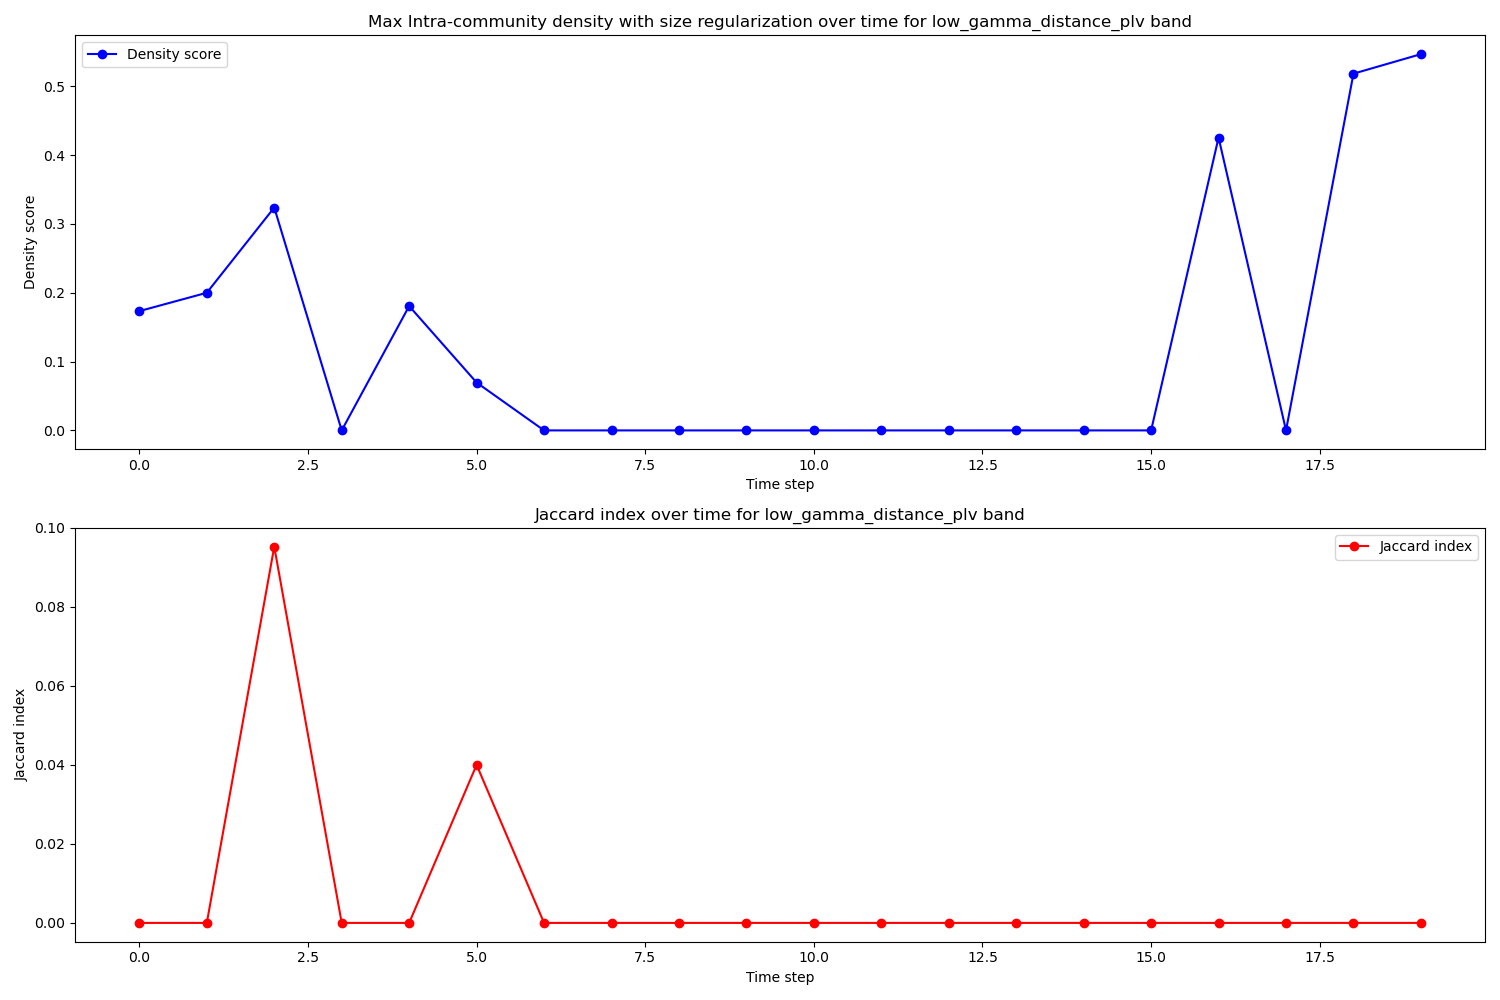 Max Intra-community density with size regularization over time for low_gamma_distance_plv band
Density score
Density score
0.5
0.4
0.3
0.2
0.1
0.0
0.0 2.5 5.0 7.5 10.0 12.5 15.0 17.5
Time step
Jaccard index over time for low_gamma_distance_plv band
Jaccard index
Jaccard index
0.10
0.08
0.06
0.04
0.02
0.00
0.0 2.5 5.0 7.5 10.0 12.5 15.0 17.5
Time step